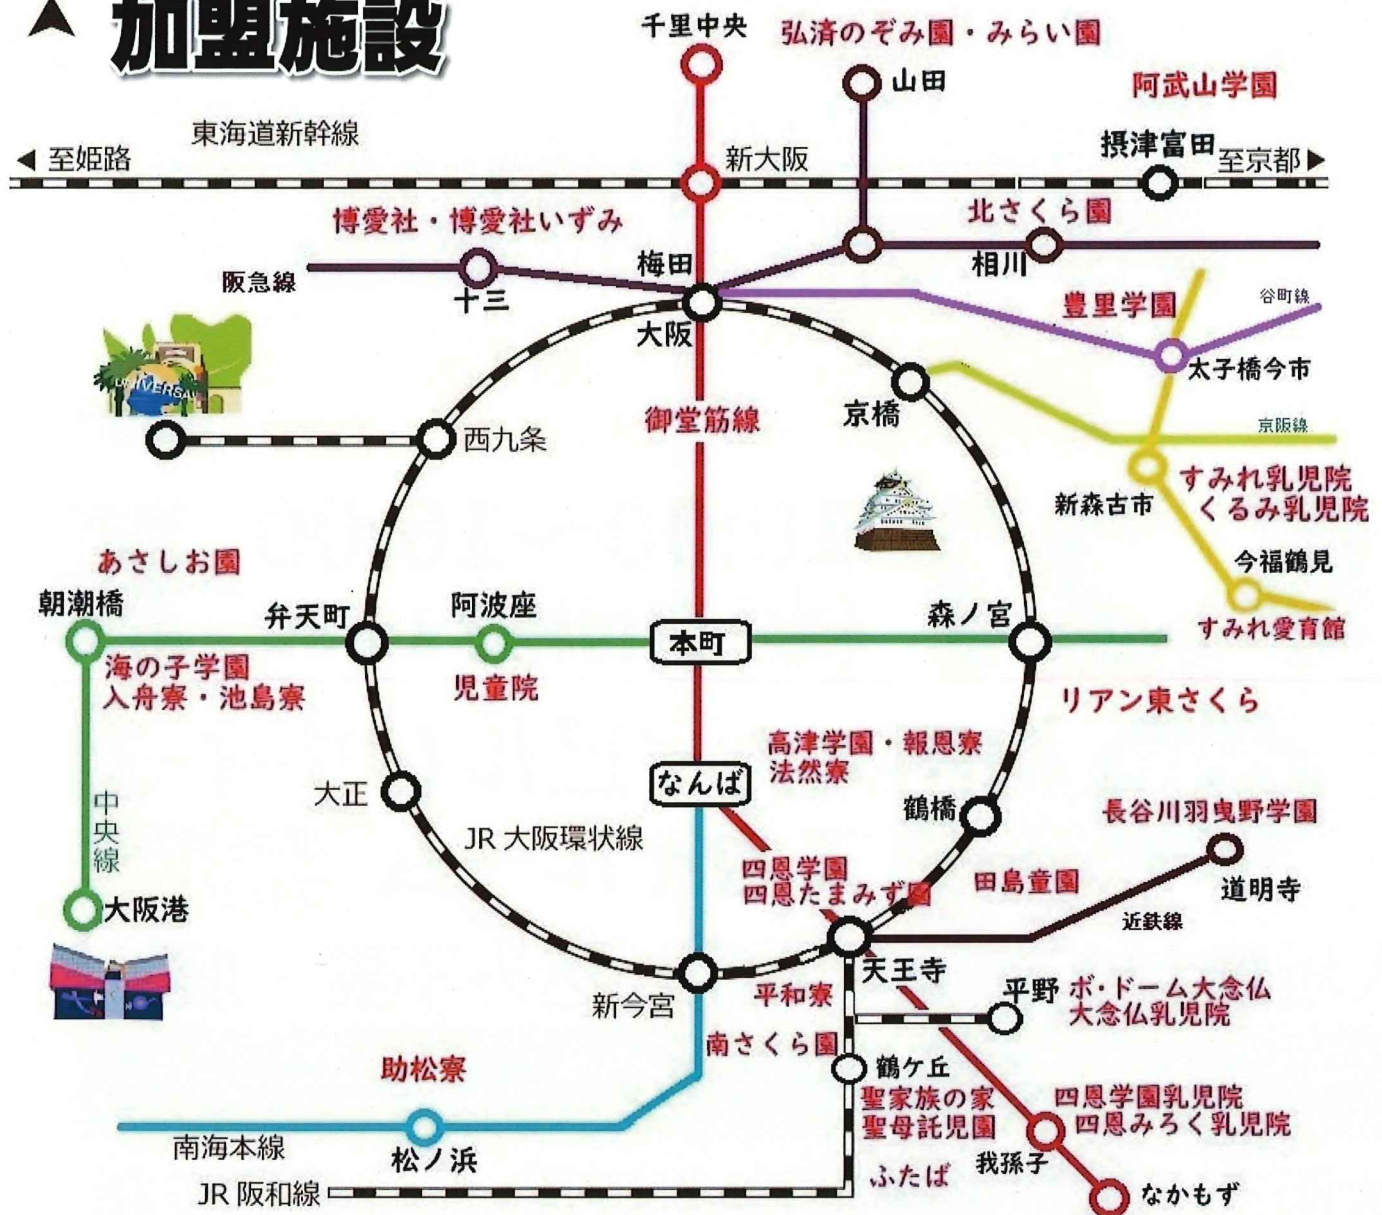 加盟施設
千里中央
弘済のぞみ園・みらい園
山田
阿武山学園
東海道新幹線
摂津富田
至姫路
新大阪
至京都
博愛社・博愛社いずみ
北さくら園
梅田
相川
阪急線
十三
豊里学園
谷町線
大阪
太子橋今市
UNIVERSAL
京橋
御堂筋線
京阪線
西九条
すみれ乳児院
くるみ乳児院
新森古市
あさしお園
今福鶴見
朝潮橋
弁天町
阿波座
本町
森ノ宮
すみれ愛育館
海の子学園
入舟寮・池島寮
児童院
リアン東さくら
高津学園・報恩寮
法然寮
なんば
大正
中央線
JR 大阪環状線
鶴橋
長谷川羽曳野学園
四恩学園
四恩たまみず園
田島童園
道明寺
大阪港
近鉄線
天王寺
新今宮
平和寮
平野
ボ・ドーム大念仏
大念仏乳児院
南さくら園
助松寮
鶴ケ丘
聖家族の家
聖母託児園
四恩学園乳児院
四恩みろく乳児院
南海本線
松ノ浜
我孫子
ふたば
JR 阪和線
なかもず